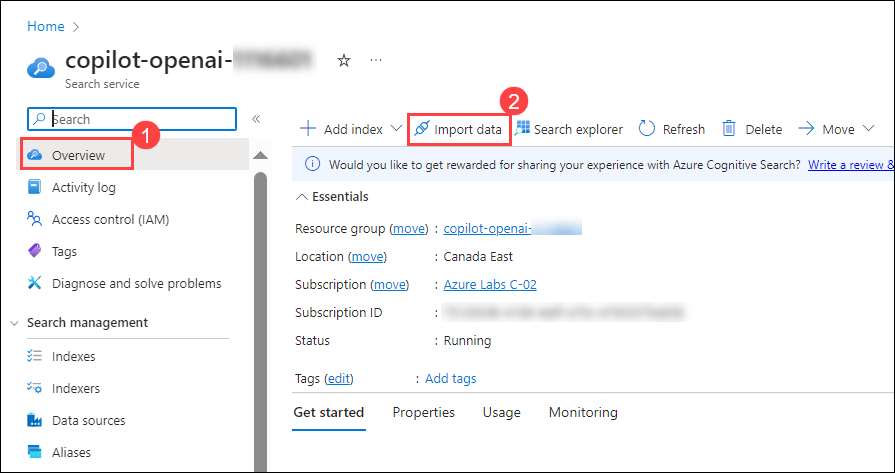 Home >
copilot-openai-
Search service
Search
1
2
Add index
Import data
Search explorer
Refresh
Delete
Move
Overview
Activity log
Access control (IAM)
Tags
Diagnose and solve problems
Search management
Indexes
Indexers
Data sources
Aliases
Would you like to get rewarded for sharing your experience with Azure Cognitive Search? Write a review &
Essentials
Resource group (move) : copilot-openai-
Location (move) : Canada East
Subscription (move) : Azure Labs C-02
Subscription ID :
Status : Running
Tags (edit) : Add tags
Get started
Properties
Usage
Monitoring